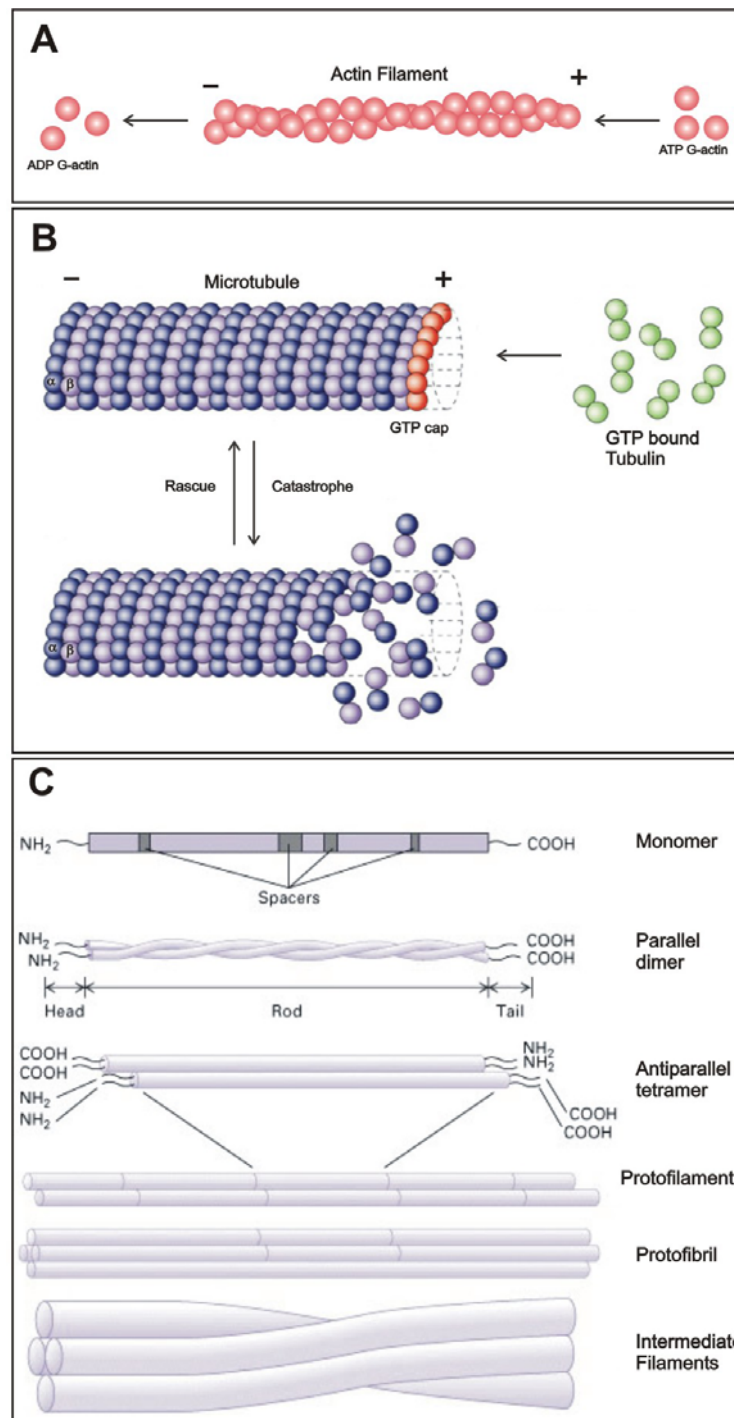 A
Actin Filament
− +
ADP G-actin
ATP G-actin
B
− Microtubule +
α β
GTP cap
GTP bound
Tubulin
Rascue
Catastrophe
α β
C
NH2
COOH
Monomer
Spacers
NH2
NH2
COOH
COOH
Parallel
dimer
Head
Rod
Tail
COOH
COOH
NH2
NH2
NH2
NH2
COOH
COOH
Antiparallel
tetramer
Protofilament
Protofibril
Intermediate
Filaments